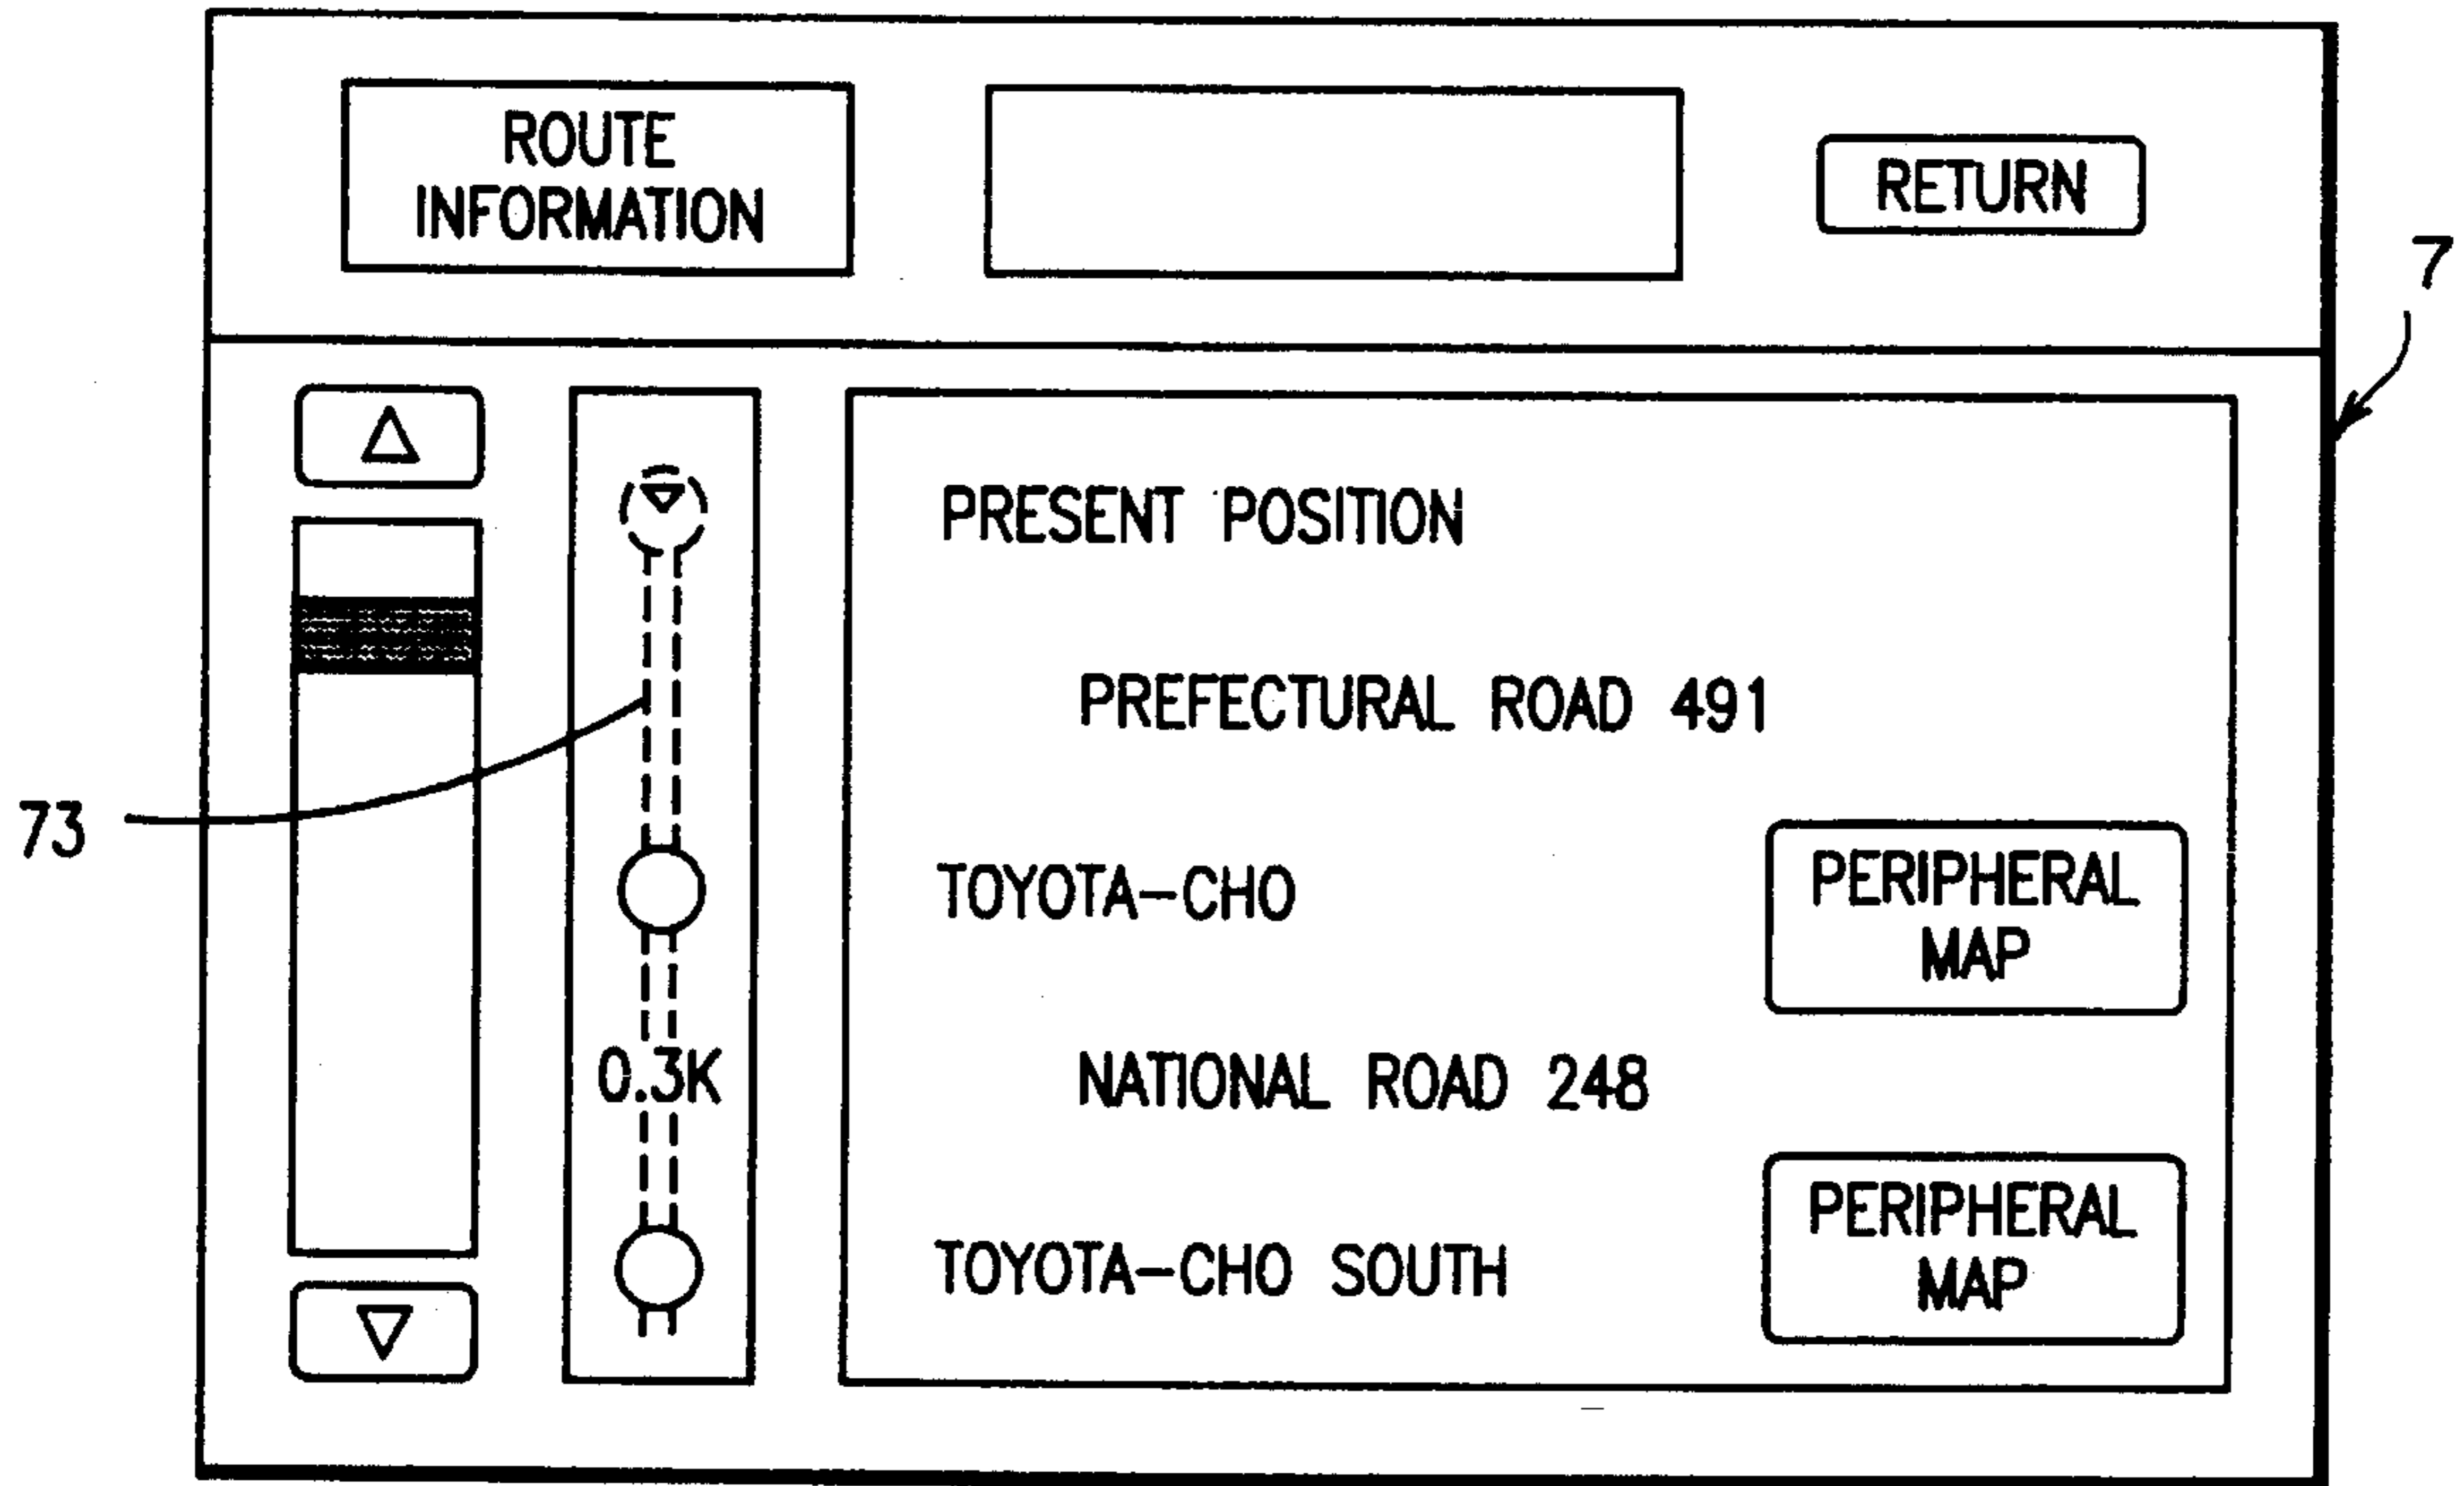 ROUTE
INFORMATION
RETURN
7
PRESENT POSITION
PREFECTURAL ROAD 491
73
TOYOTA-CHO
PERIPHERAL
MAP
0.3K
NATIONAL ROAD 248
TOYOTA-CHO SOUTH
PERIPHERAL
MAP